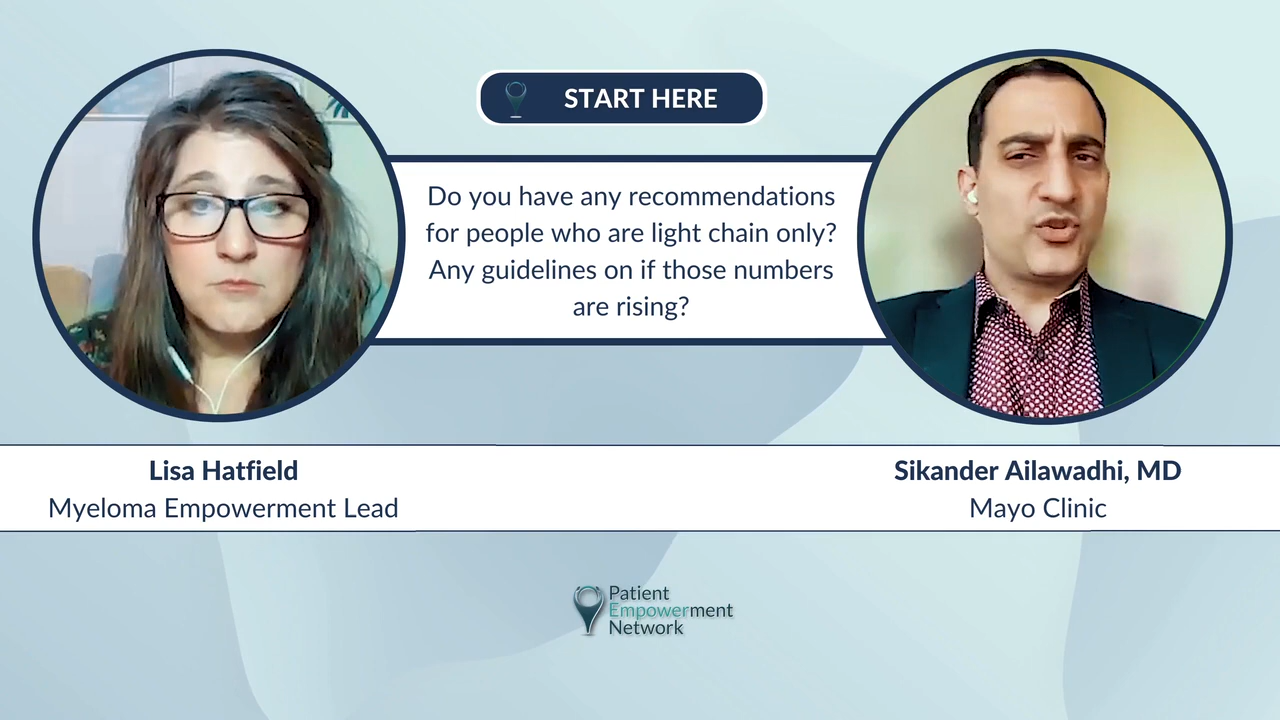 START HERE
Do you have any recommendations
for people who are light chain only?
Any guidelines on if those numbers
are rising?
Lisa Hatfield
Myeloma Empowerment Lead
Sikander Ailawadhi, MD
Mayo Clinic
Patient
Empowerment
Network